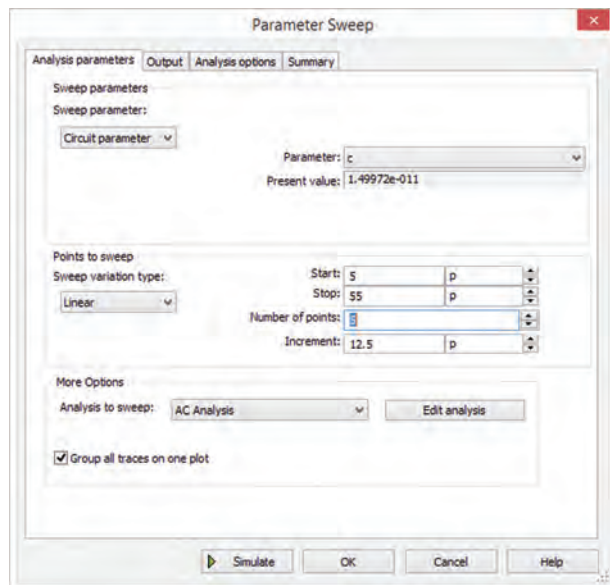 Parameter Sweep
Analysis parameters Output Analysis options Summary
Sweep parameters
Sweep parameter:
Circuit parameter
Parameter: c
Present value: 1.49972e-011
Points to sweep
Sweep variation type:
Linear
Start: 5 p
Stop: 55 p
Number of points: 5
Increment: 12.5 p
More Options
Analysis to sweep: AC Analysis Edit analysis
Group all traces on one plot
Simulate OK Cancel Help